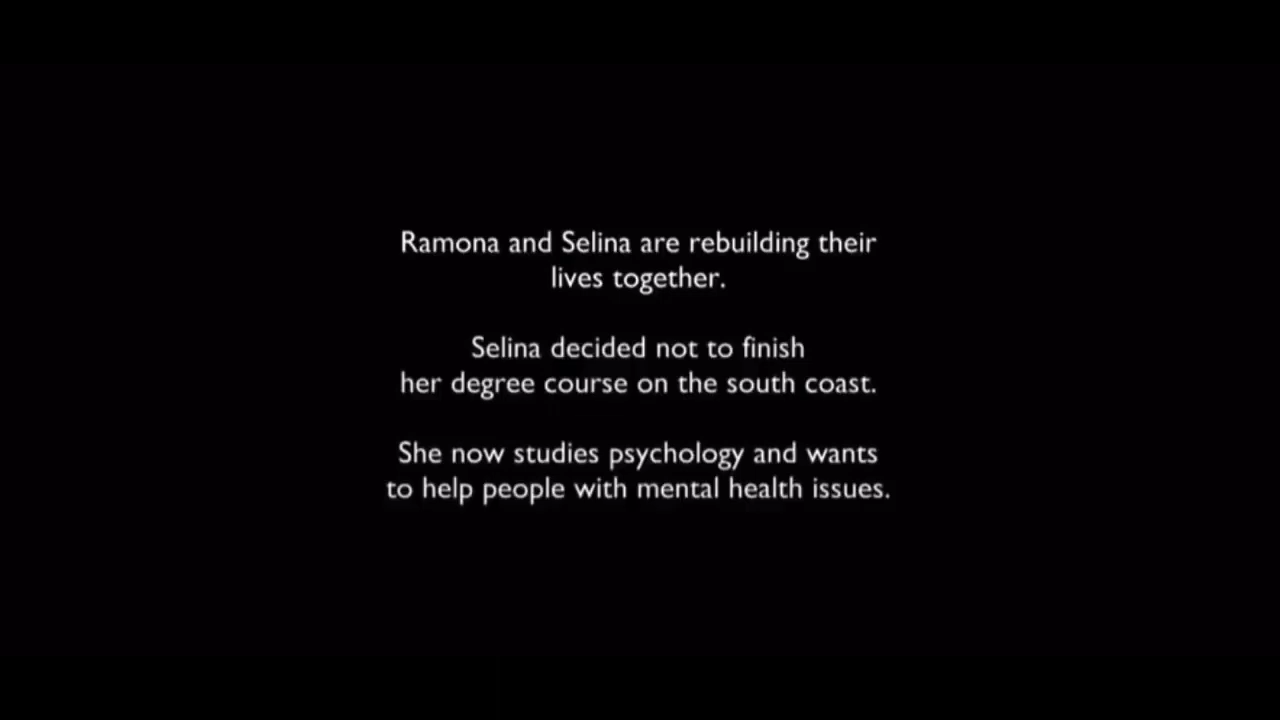 Ramona and Selina are rebuilding their
lives together.
Selina decided not to finish
her degree course on the south coast.
She now studies psychology and wants
to help people with mental health issues.